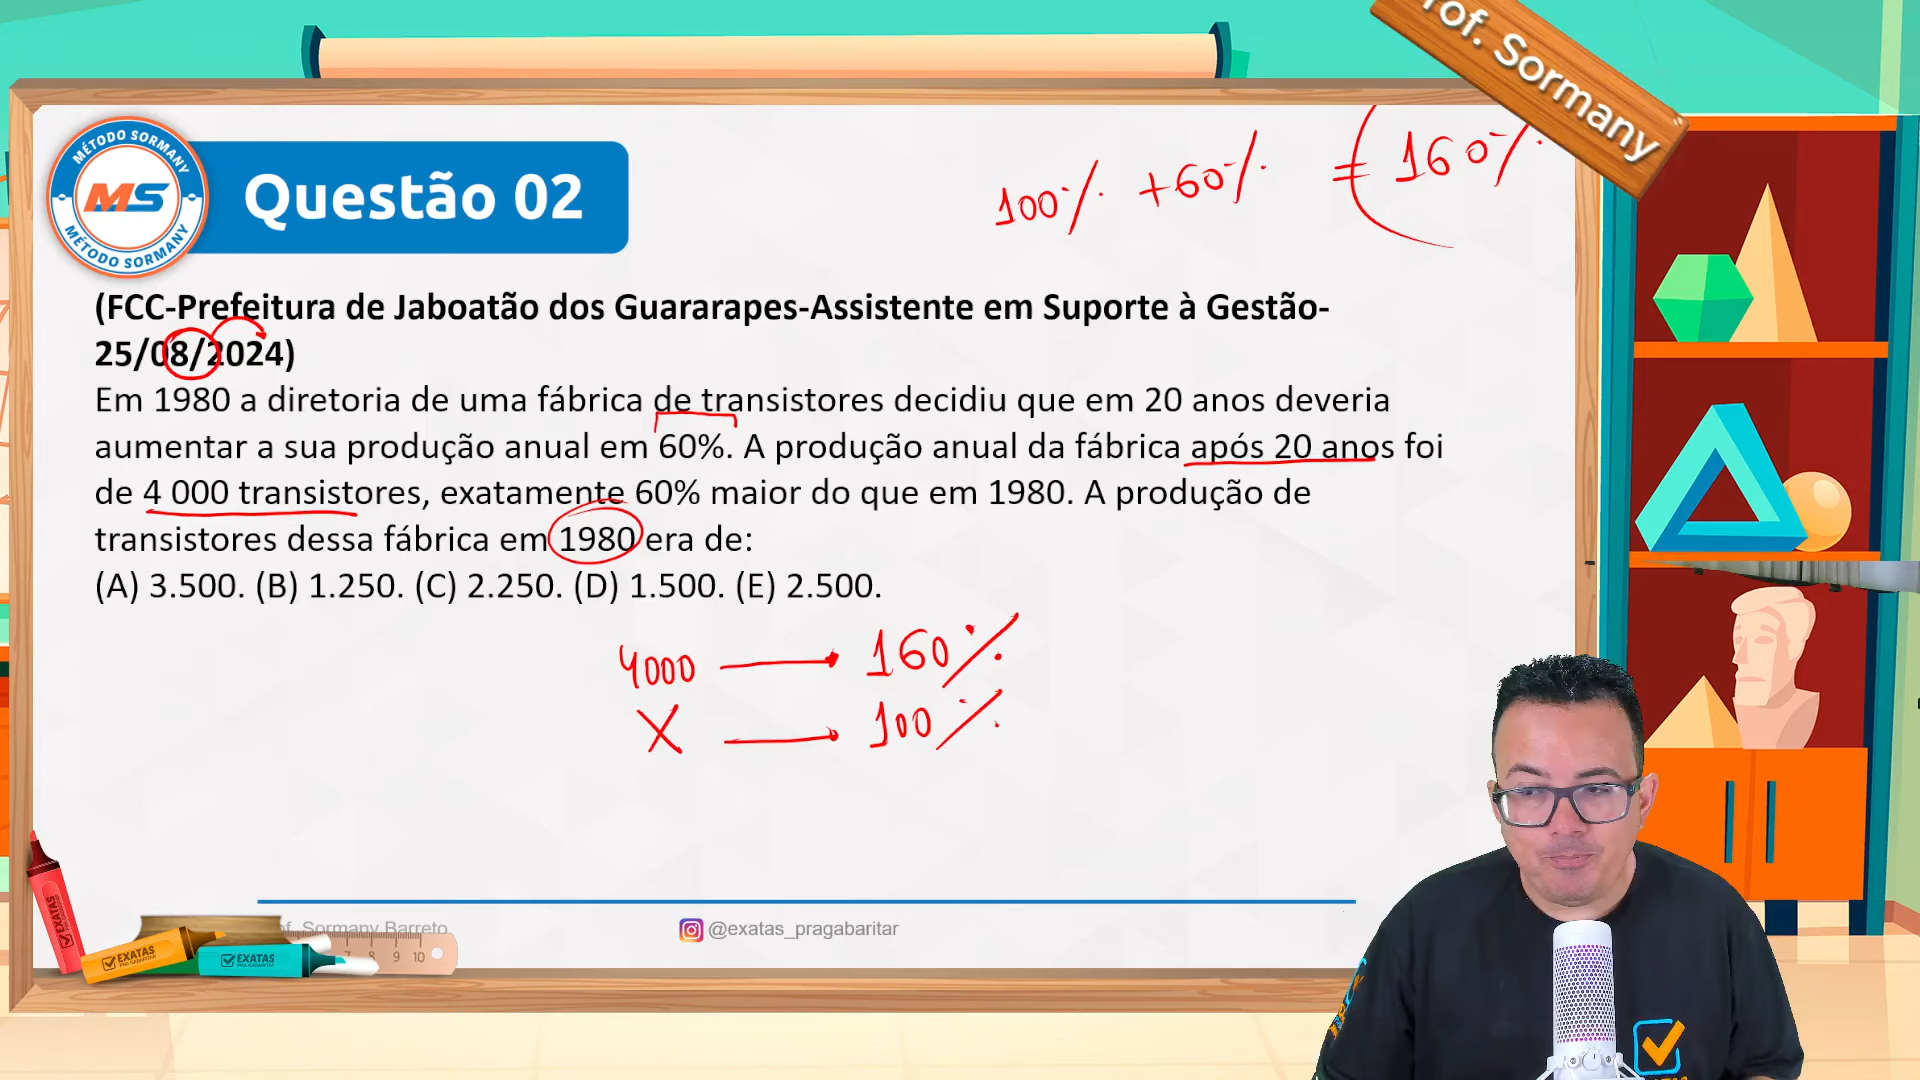 Prof. Sormany
MÉTODO SORMANY
MS
MÉTODO SORMANY
Questão 02
100% +60% = 160%
(FCC-Prefeitura de Jaboatão dos Guararapes-Assistente em Suporte à Gestão-
25/08/2024)
Em 1980 a diretoria de uma fábrica de transistores decidiu que em 20 anos deveria
aumentar a sua produção anual em 60%. A produção anual da fábrica após 20 anos foi
de 4 000 transistores, exatamente 60% maior do que em 1980. A produção de
transistores dessa fábrica em 1980 era de:
(A) 3.500. (B) 1.250. (C) 2.250. (D) 1.500. (E) 2.500.
4000 160%
X 100%
Sormany Barreto
@exatas_pragabaritar
EXATAS
EXATAS
EXATAS
7 8 9 10